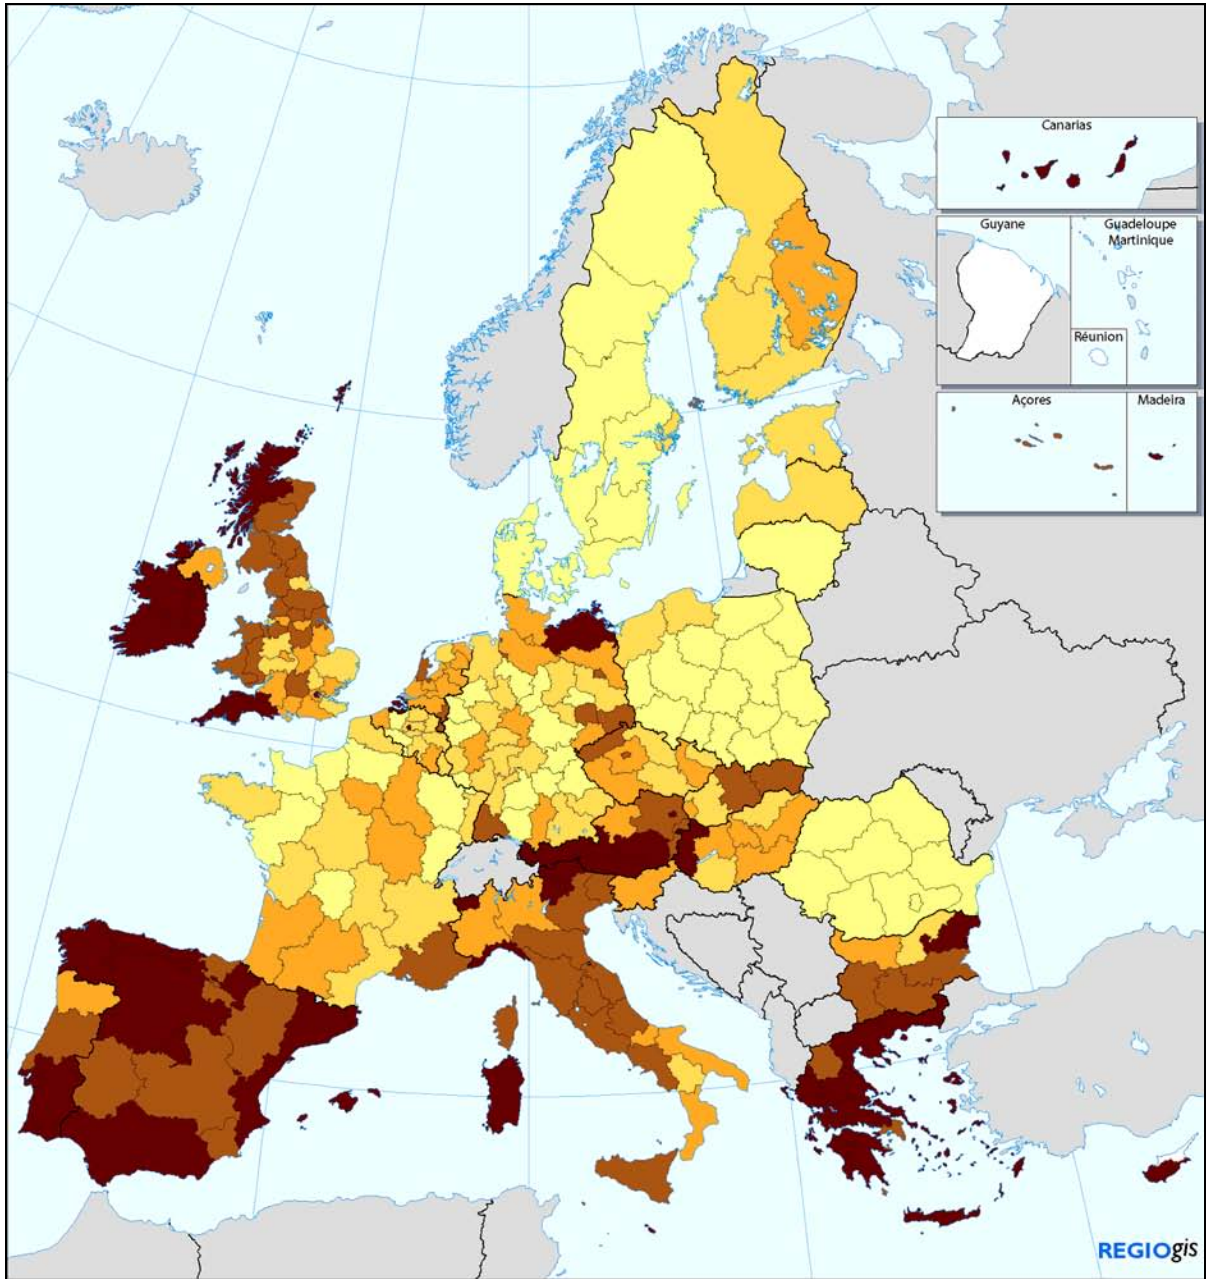 Canarias
Guyane
Guadeloupe
Martinique
Réunion
Açores
Madeira
REGIOgis